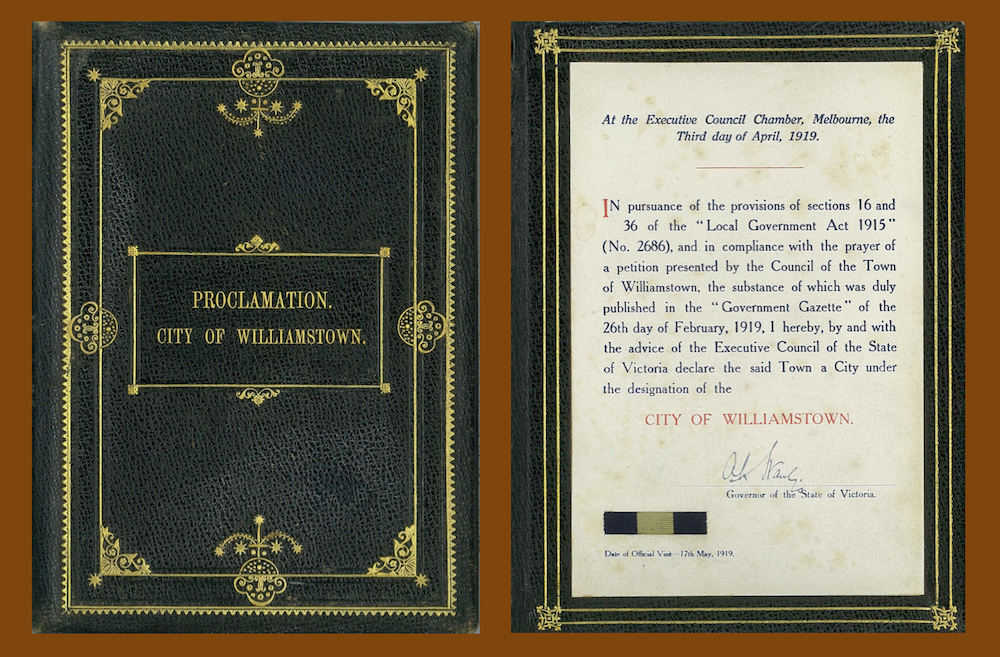 PROCLAMATION.
CITY OF WILLIAMSTOWN.
At the Executive Council Chamber, Melbourne, the
Third day of April, 1919.
IN pursuance of the provisions of sections 16 and
36 of the “Local Government Act 1915”
(No. 2686), and in compliance with the prayer of
a petition presented by the Council of the Town
of Williamstown, the substance of which was duly
published in the “Government Gazette” of the
26th day of February, 1919, I hereby, by and with
the advice of the Executive Council of the State
of Victoria declare the said Town a City under
the designation of the
CITY OF WILLIAMSTOWN.
Governor of the State of Victoria.
Date of Official Visit—17th May, 1919.